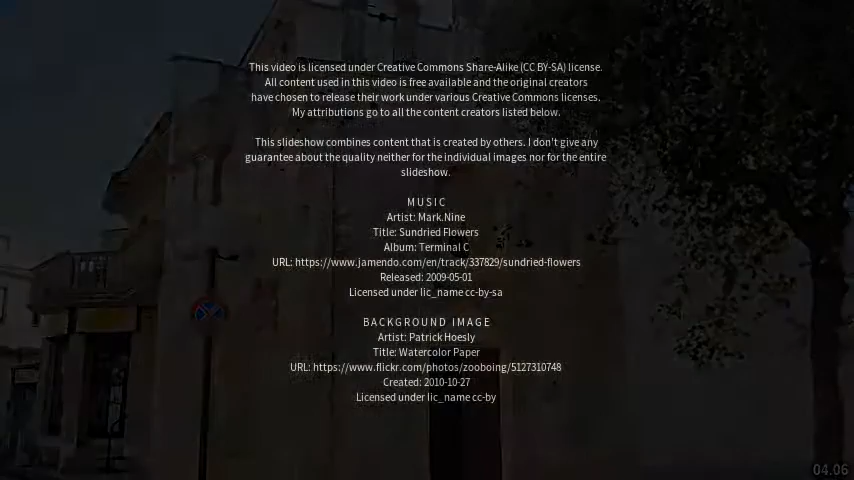 This video is licensed under Creative Commons Share-Alike (CC BY-SA) license.
All content used in this video is free available and the original creators
have chosen to release their work under various Creative Commons licenses.
My attributions go to all the content creators listed below.
This slideshow combines content that is created by others. I don't give any
guarantee about the quality neither for the individual images nor for the entire
slideshow.
MUSIC
Artist: Mark.Nine
Title: Sundried Flowers
Album: Terminal C
URL: https://www.jamendo.com/en/track/337829/sundried-flowers
Released: 2009-05-01
Licensed under lic_name cc-by-sa
BACKGROUND IMAGE
Artist: Patrick Hoesly
Title: Watercolor Paper
URL: https://www.flickr.com/photos/zooboing/5127310748
Created: 2010-10-27
Licensed under lic_name cc-by
04.06